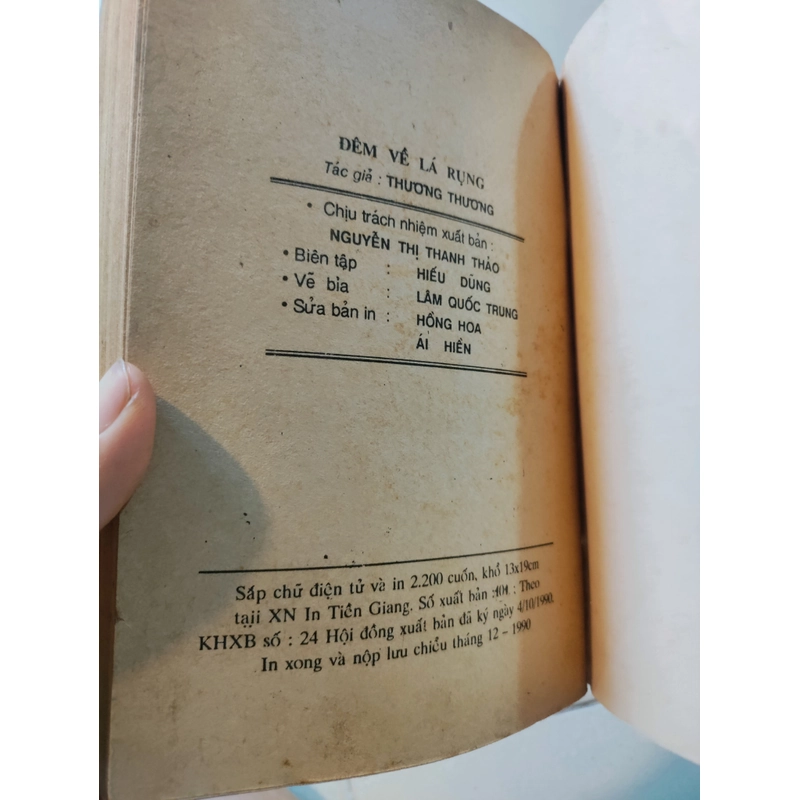 ĐÊM VỀ LÁ RỤNG
Tác giả : THƯƠNG THƯƠNG
• Chịu trách nhiệm xuất bản :
NGUYỄN THỊ THANH THẢO
• Biên tập : HIẾU DŨNG
• Vẽ bìa : LÂM QUỐC TRUNG
• Sửa bản in : HỒNG HOA
ÁI HIỀN
Sắp chữ điện tử và in 2.200 cuốn, khổ 13x19cm
taịi XN In Tiền Giang. Số xuất bản :401 : Theo
KHXB số : 24 Hội đồng xuất bản đã ký ngày 4/10/1990.
In xong và nộp lưu chiểu tháng 12 – 1990